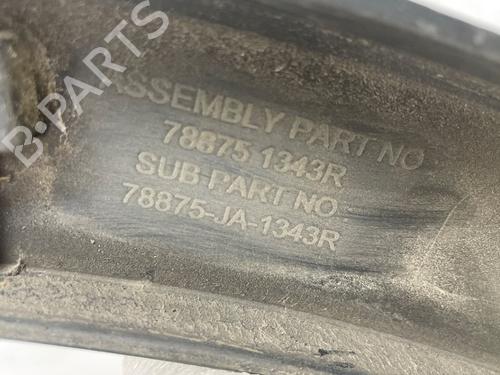 B-PARTS
ASSEMBLY PART NO
78875 1343R
SUB-PART NO.
78875-JA-1343R